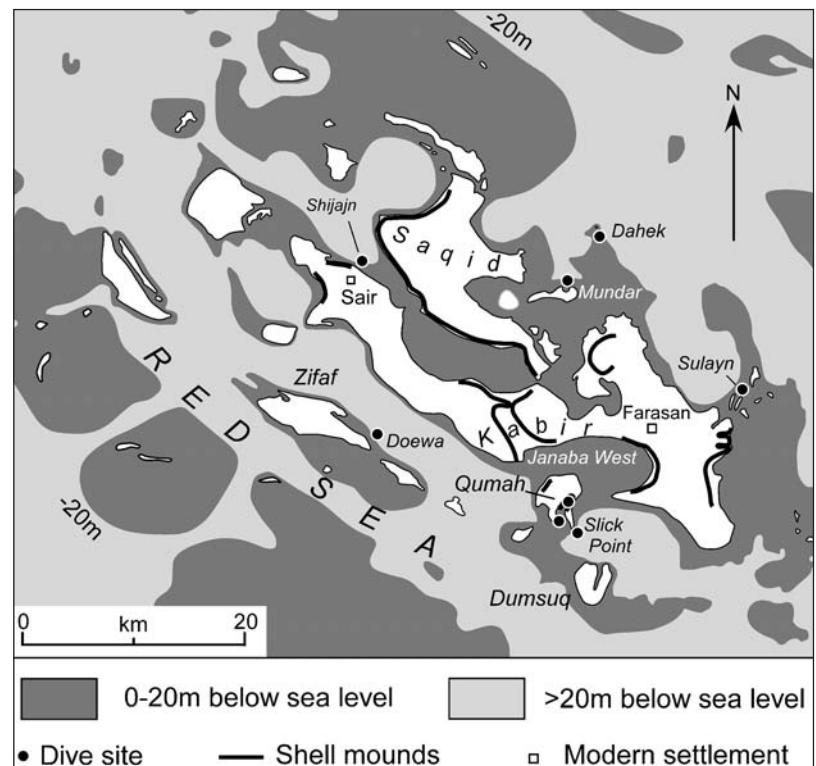 -20m
N
Shijajn
Saqid
Dahek
Mundar
Sair
RED SEA
Zifaf
Sulayn
Farasan
Kabir
Doewa
Janaba West
Qumah
-20m
Slick
Point
Dumsuq
0 km 20
0-20m below sea level
>20m below sea level
Dive site
Shell mounds
Modern settlement